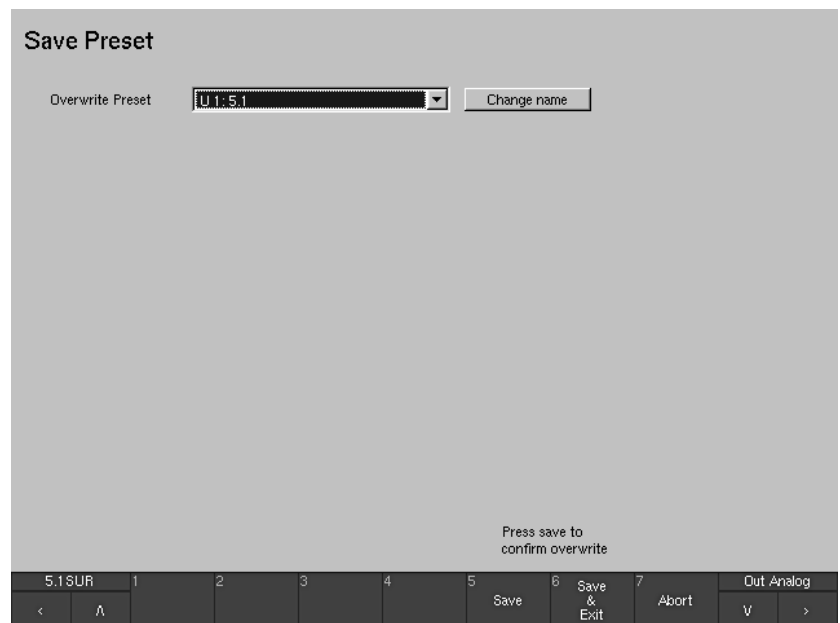 Save Preset
Overwrite Preset
U 1: 5.1
Change name
Press save to
confirm overwrite
5.1SUR
< Λ
1
2
3
4
5
Save
6
Save
&
Exit
7
Abort
Out Analog
V >